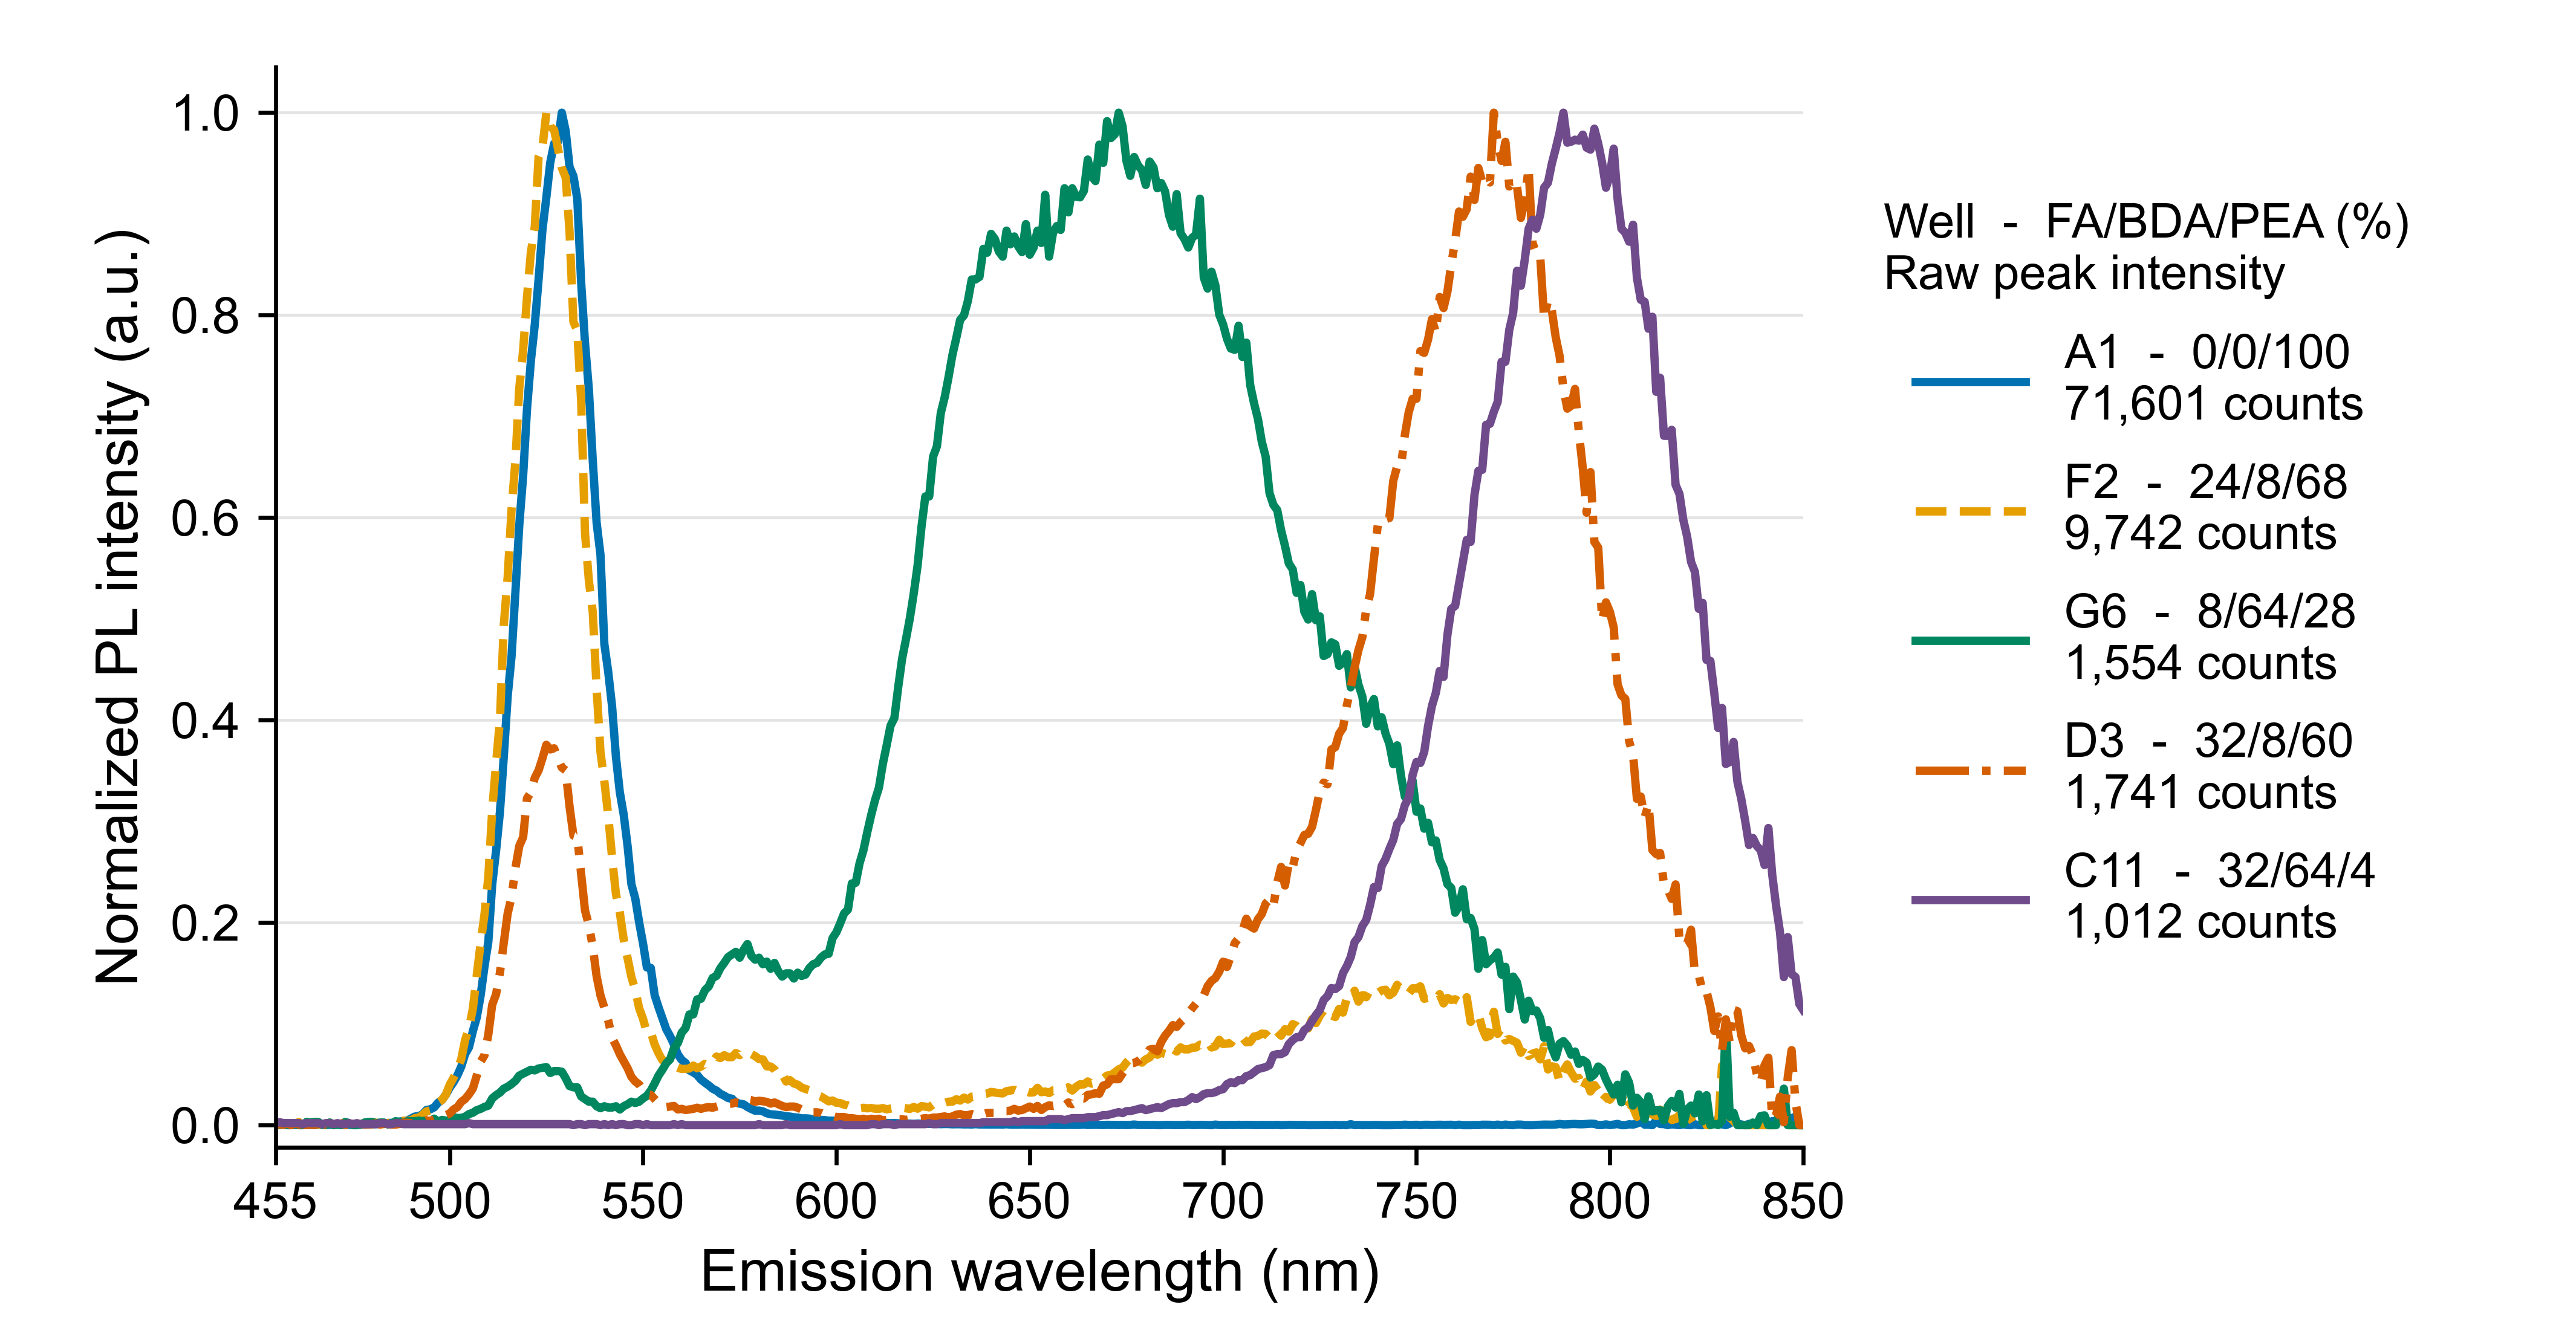 1.0
0.8
0.6
0.4
0.2
0.0
Normalized PL intensity (a.u.)
455 500 550 600 650 700 750 800 850
Emission wavelength (nm)
Well - FA/BDA/PEA (%)
Raw peak intensity
A1 - 0/0/100
71,601 counts
F2 - 24/8/68
9,742 counts
G6 - 8/64/28
1,554 counts
D3 - 32/8/60
1,741 counts
C11 - 32/64/4
1,012 counts